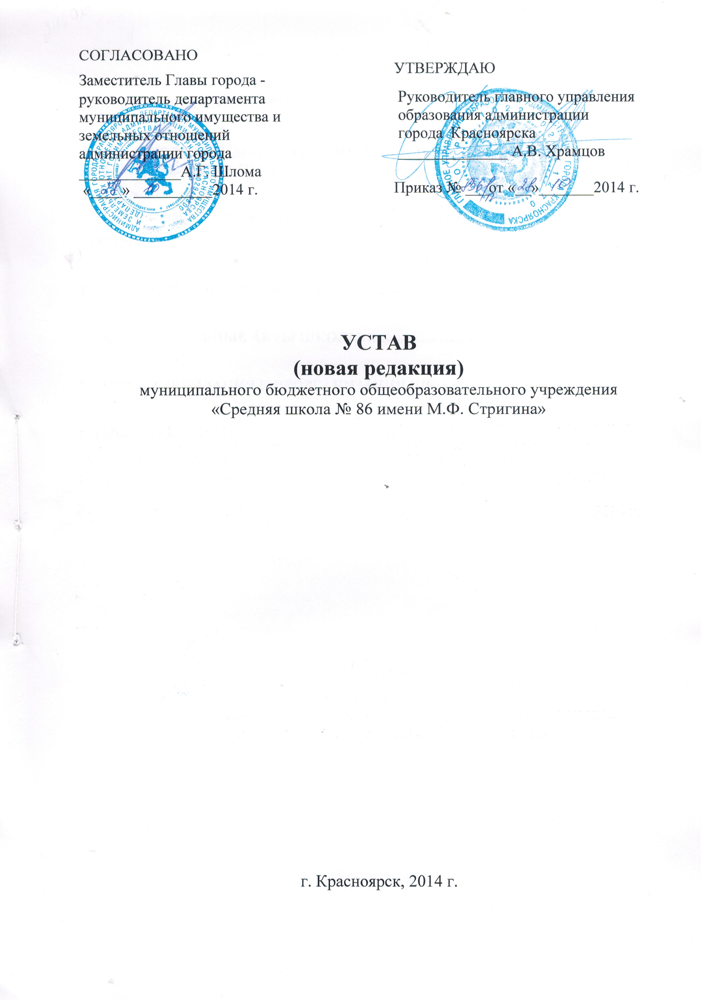 СОГЛАСОВАНО
Заместитель Главы города -
руководитель департамента
муниципального имущества и
земельных отношений
администрации города
А.Г. Шлома
« 28 » 10 2014 г.
УТВЕРЖДАЮ
Руководитель главного управления
образования администрации
города Красноярска
А.В. Храмцов
Приказ № от « 28 » 10 2014 г.
УСТАВ
(новая редакция)
муниципального бюджетного общеобразовательного учреждения
«Средняя школа № 86 имени М.Ф. Стригина»
г. Красноярск, 2014 г.